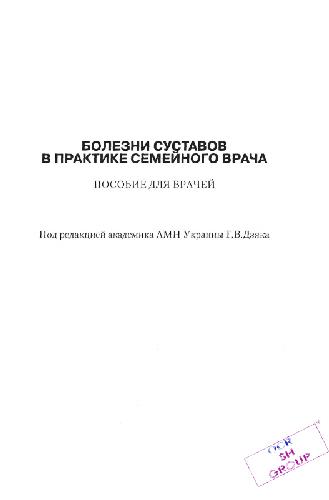 БОЛЕЗНИ СУСТАВОВ
В ПРАКТИКЕ СЕМЕЙНОГО ВРАЧА
ПОСОБИЕ ДЛЯ ВРАЧЕЙ
Под редакцией академика АМН Украины Г.В.Дзяка
OCR
SH
GROUP